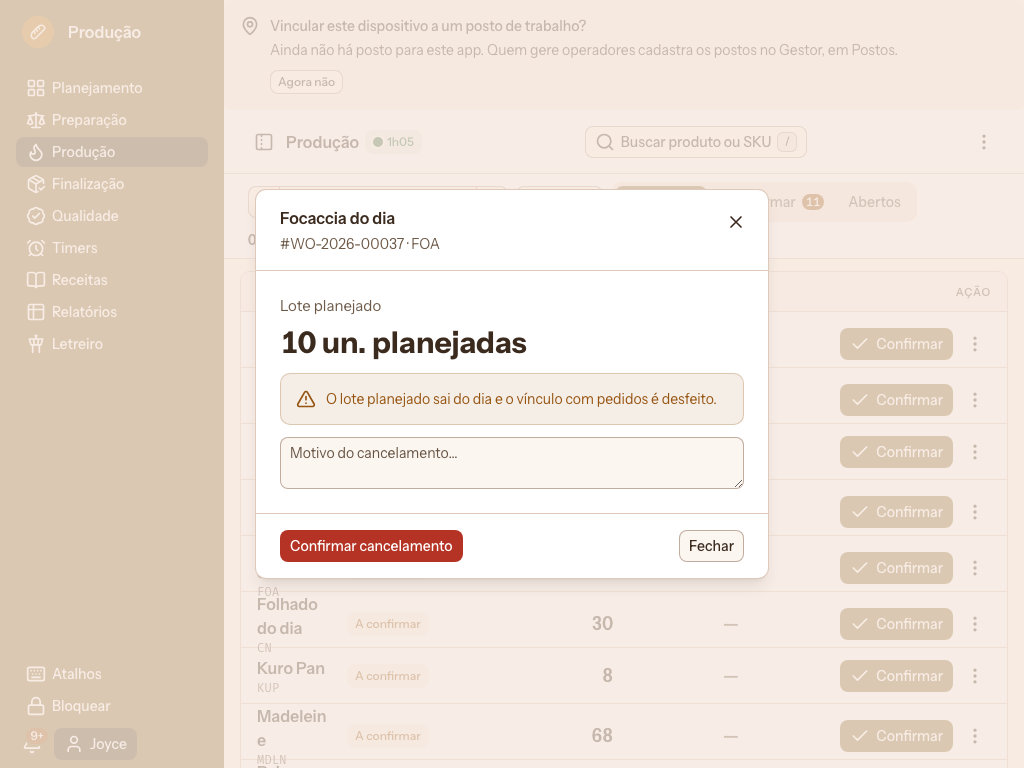 Produção
Planejamento
Preparação
Produção
Finalização
Qualidade
Timers
Receitas
Relatórios
Letreiro
Atalhos
Bloquear
9+
Joyce
Vincular este dispositivo a um posto de trabalho?
Ainda não há posto para este app. Quem gere operadores cadastra os postos no Gestor, em Postos.
Agora não
Produção
1h05
Buscar produto ou SKU /
11
Abertos
AÇÃO
Focaccia do dia
#WO-2026-00037 · FOA
Lote planejado
10 un. planejadas
O lote planejado sai do dia e o vínculo com pedidos é desfeito.
Motivo do cancelamento...
Confirmar cancelamento
Fechar
Confirmar
Confirmar
Confirmar
Confirmar
Confirmar
FOA
Folhado do dia
CN
A confirmar
30
—
Confirmar
Kuro Pan
KUP
A confirmar
8
—
Confirmar
Madeleine
MDLN
A confirmar
68
—
Confirmar